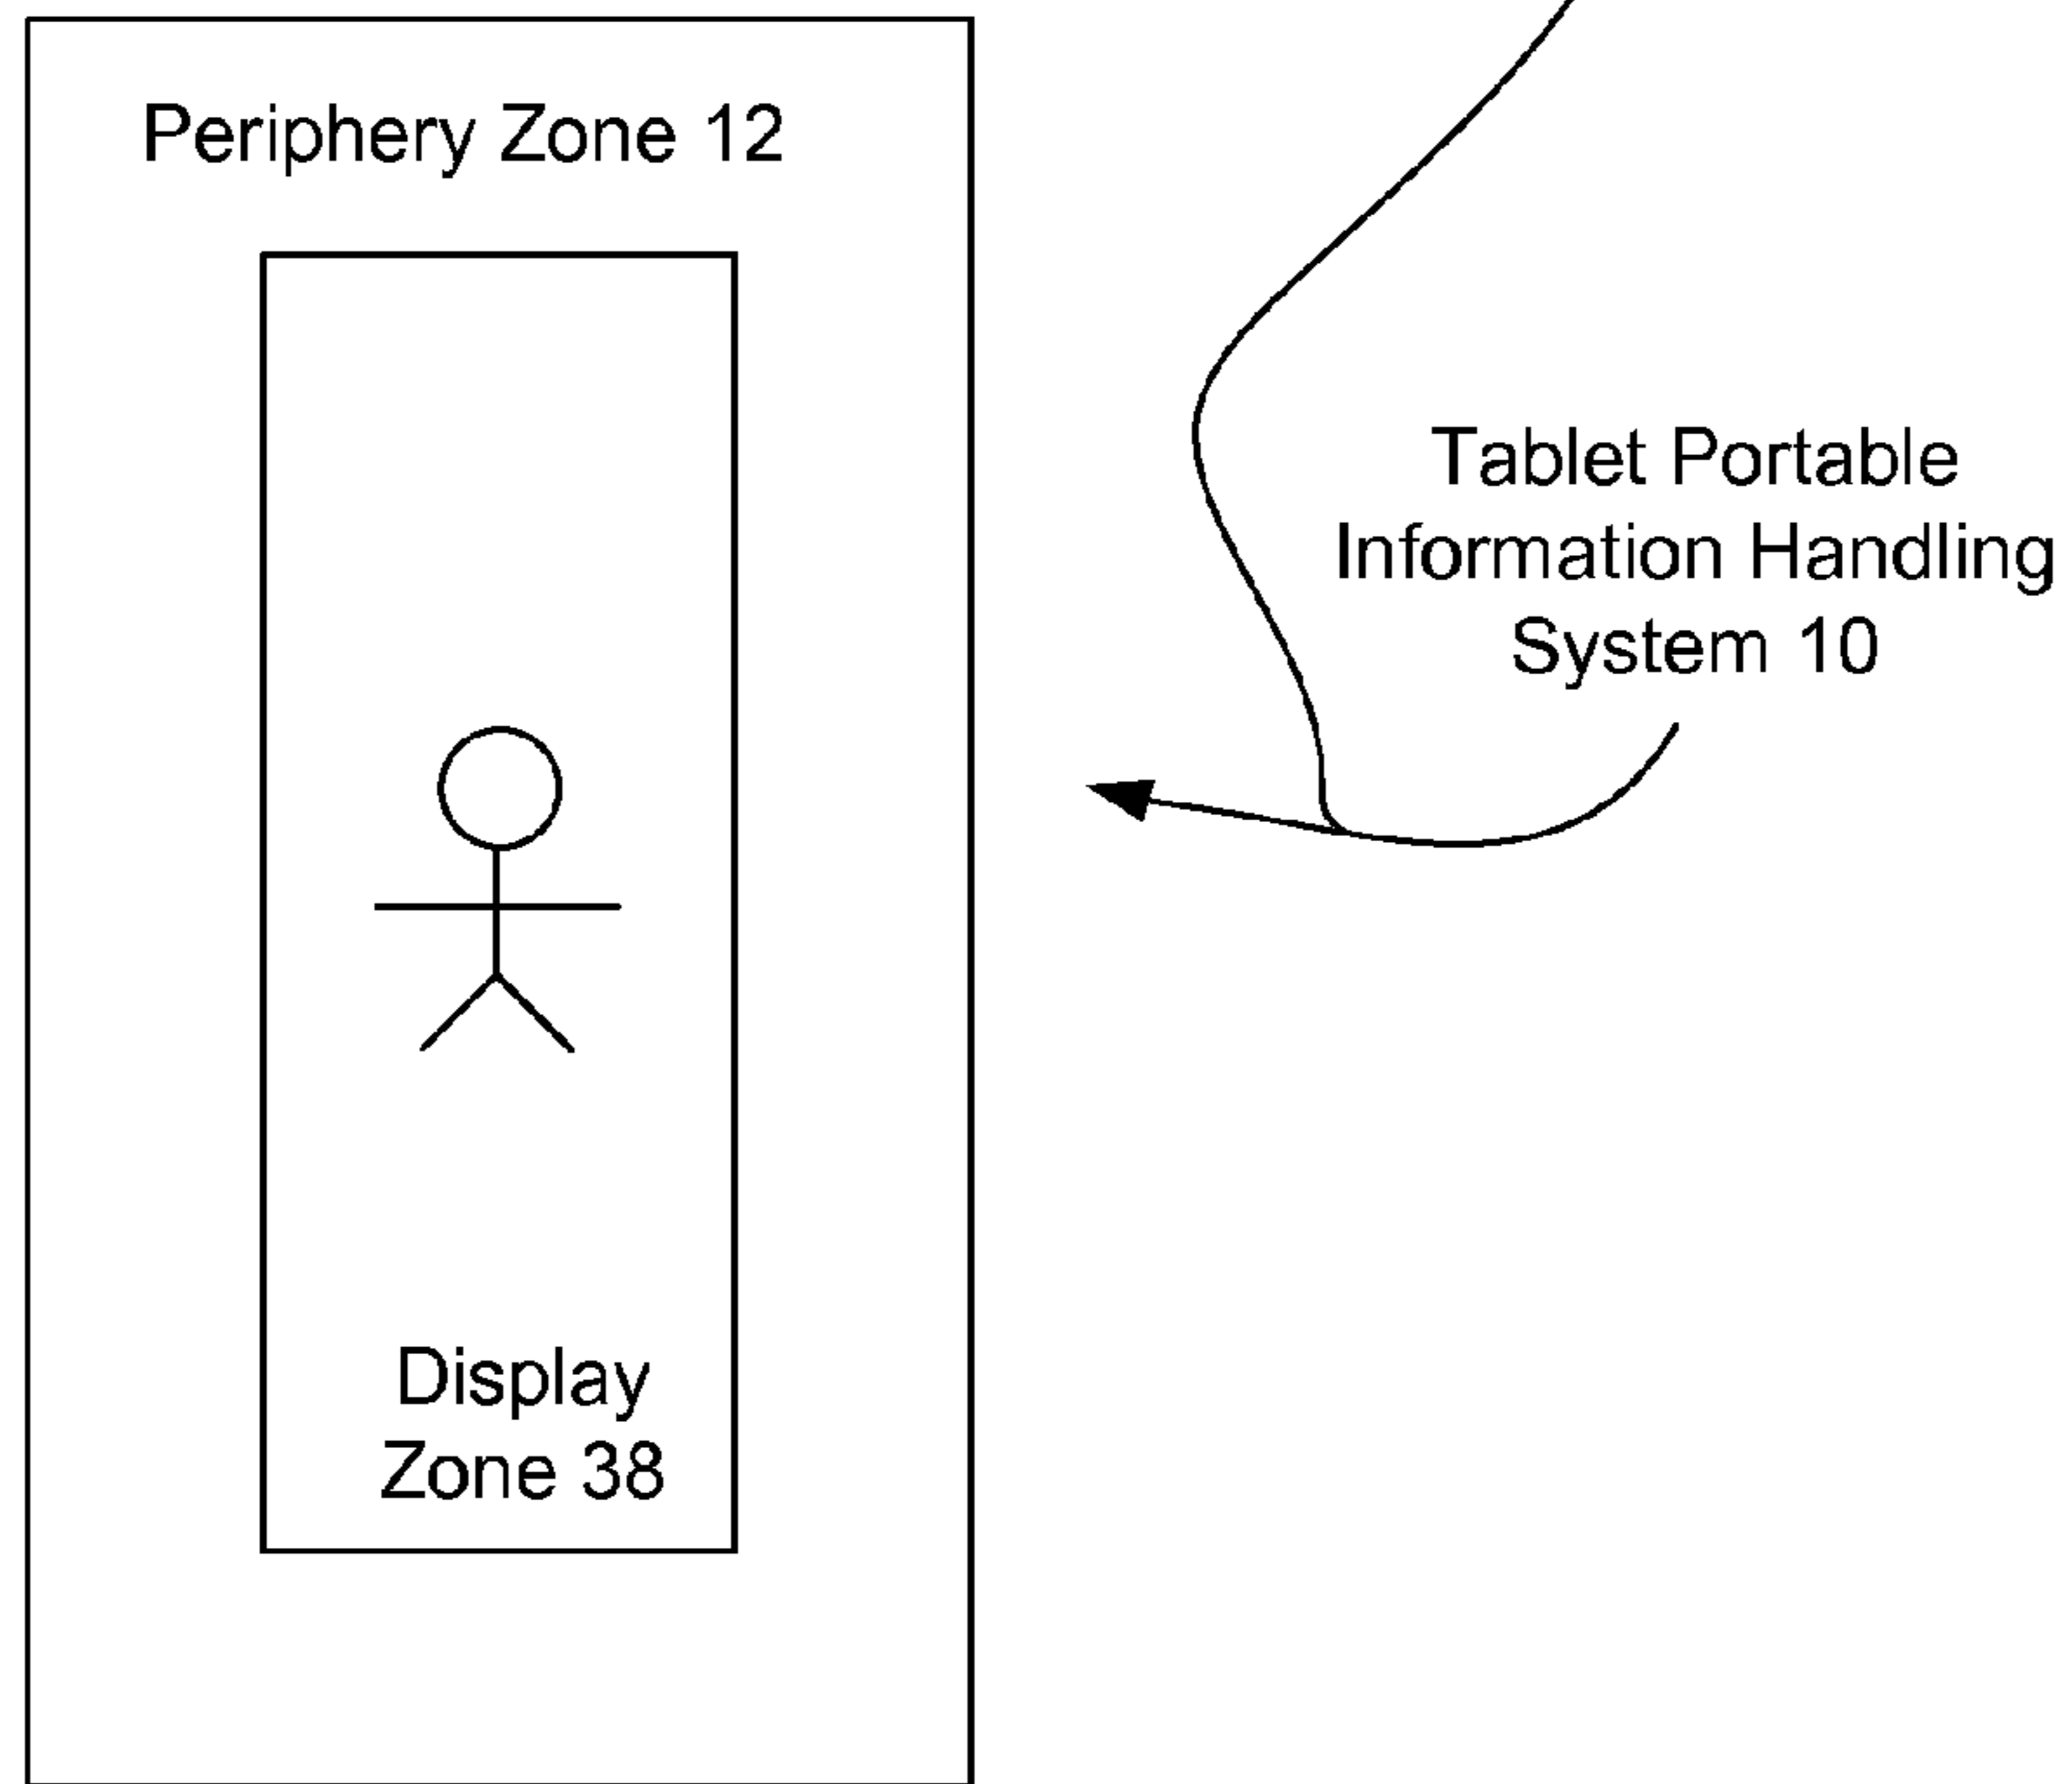 Periphery Zone 12
Tablet Portable
Information Handling
System 10
Display
Zone 38